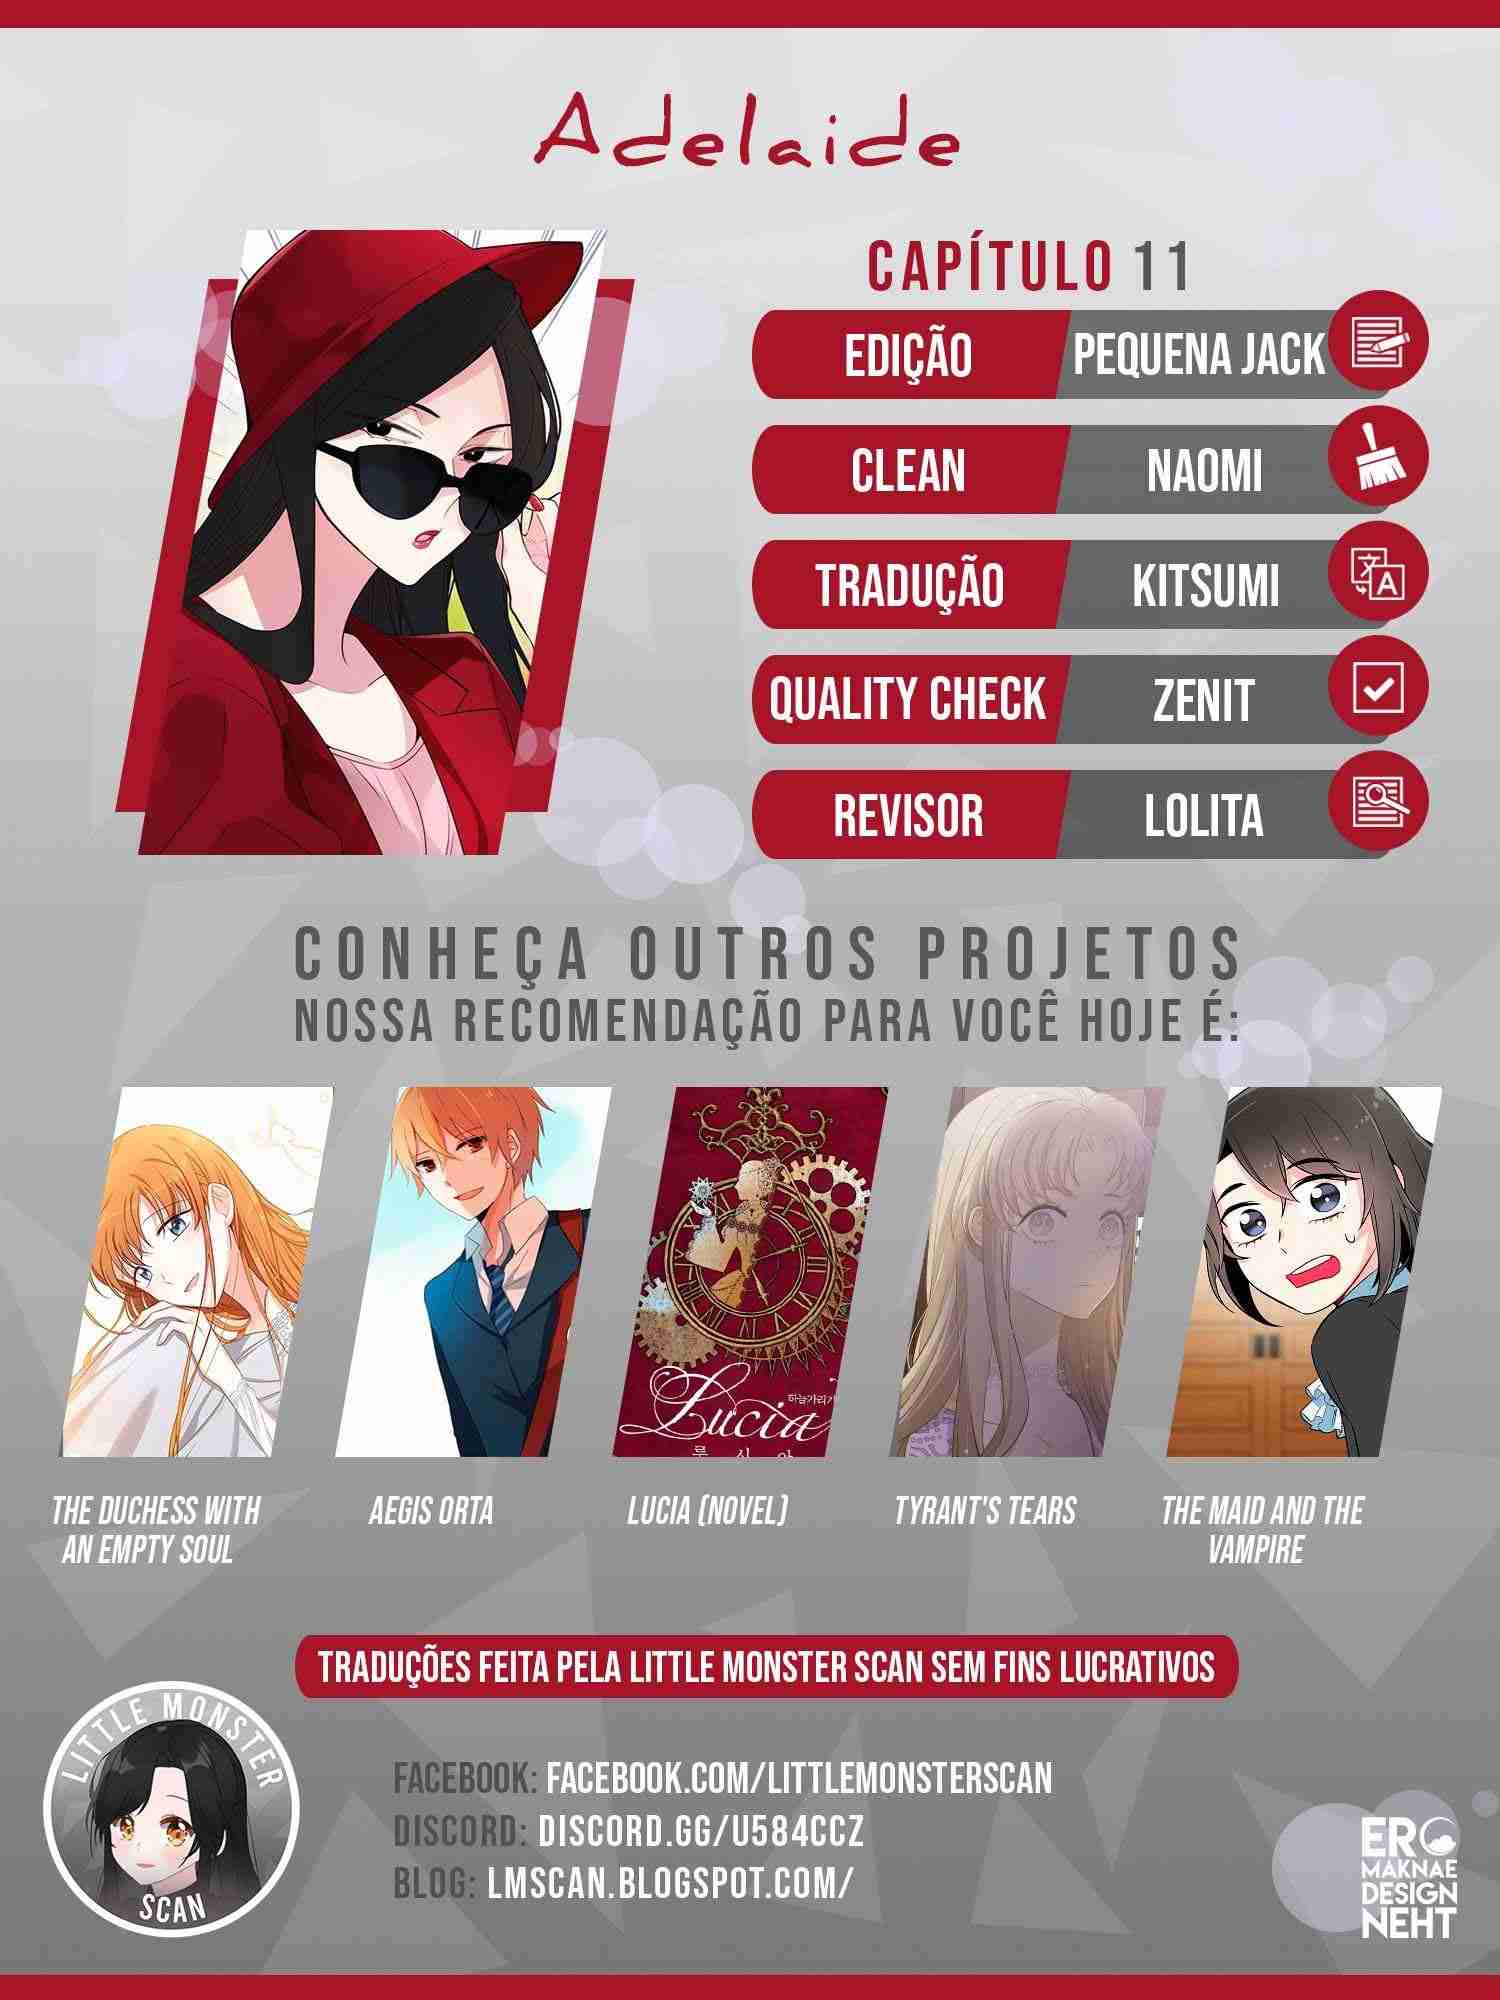 Adelaide
CAPÍTULO 11
EDIÇÃO PEQUENA JACK
CLEAN NAOMI
TRADUÇÃO KITSUMI
QUALITY CHECK ZENIT
REVISOR LOLITA
CONHEÇA OUTROS PROJETOS
NOSSA RECOMENDAÇÃO PARA VOCÊ HOJE É:
Lucia
THE DUCHESS WITH
AN EMPTY SOUL
AEGIS ORTA
LUCIA (NOVEL)
TYRANT'S TEARS
THE MAID AND THE
VAMPIRE
TRADUÇÕES FEITA PELA LITTLE MONSTER SCAN SEM FINS LUCRATIVOS
LITTLE MONSTER
SCAN
FACEBOOK: FACEBOOK.COM/LITTLEMONSTERSCAN
DISCORD: DISCORD.GG/U584CCZ
BLOG: LMSCAN.BLOGSPOT.COM/
ERO
MAKNAE
DESIGN
NEHT